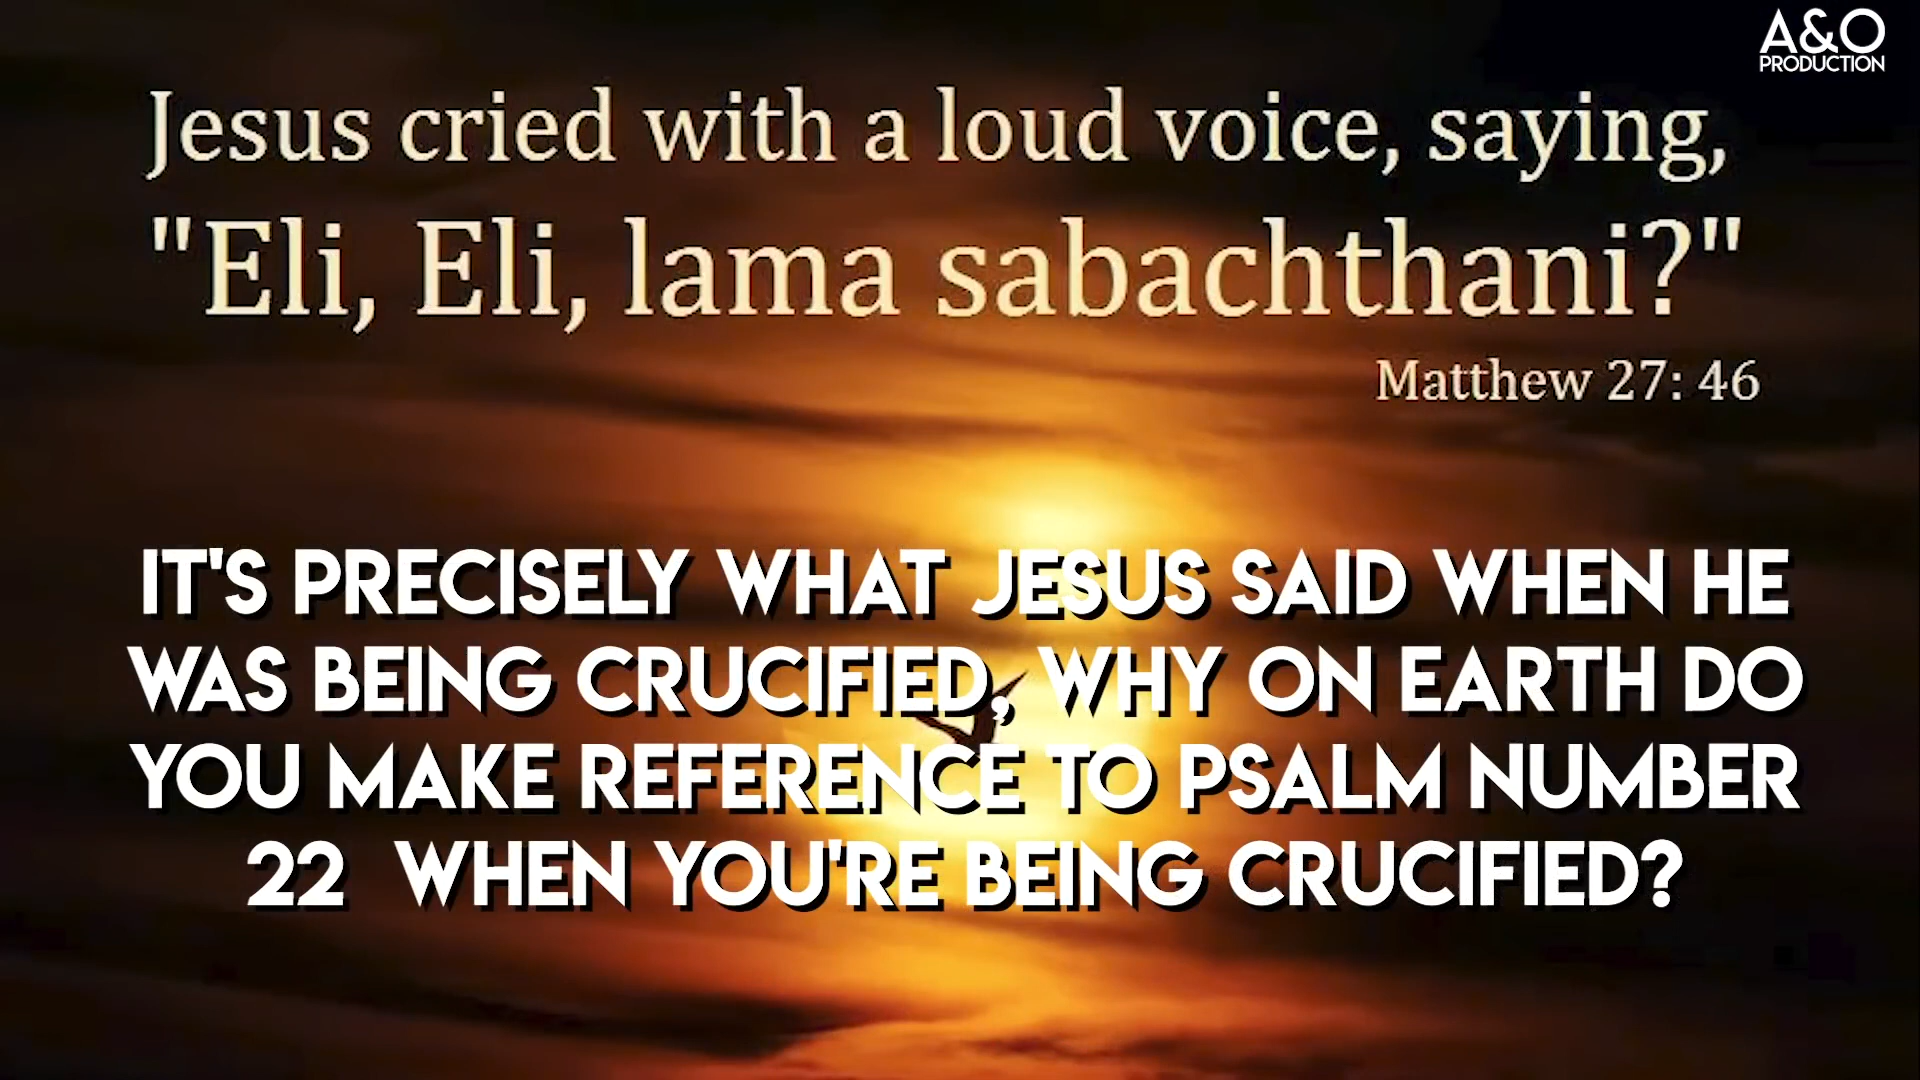 A&O
PRODUCTION
Jesus cried with a loud voice, saying,
"Eli, Eli, lama sabachthani?"
Matthew 27: 46
IT'S PRECISELY WHAT JESUS SAID WHEN HE
WAS BEING CRUCIFIED, WHY ON EARTH DO
YOU MAKE REFERENCE TO PSALM NUMBER
22 WHEN YOU'RE BEING CRUCIFIED?